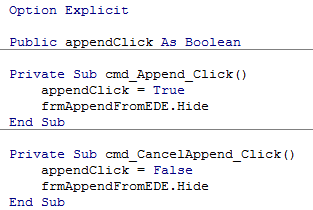 Option Explicit
Public appendClick As Boolean
Private Sub cmd_Append_Click()
    appendClick = True
    frmAppendFromEDE.Hide
End Sub
Private Sub cmd_CancelAppend_Click()
    appendClick = False
    frmAppendFromEDE.Hide
End Sub